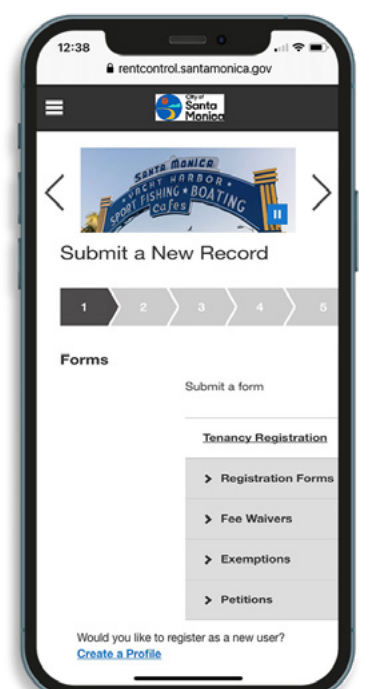 12:38
rentcontrol.santamonica.gov
City of
Santa
Monica
SANTA MONICA
YACHT HARBOR
SPORT FISHING • BOATING
Cafes
Submit a New Record
1 2 3 4 5
Forms
Submit a form
Tenancy Registration
Registration Forms
Fee Waivers
Exemptions
Petitions
Would you like to register as a new user?
Create a Profile